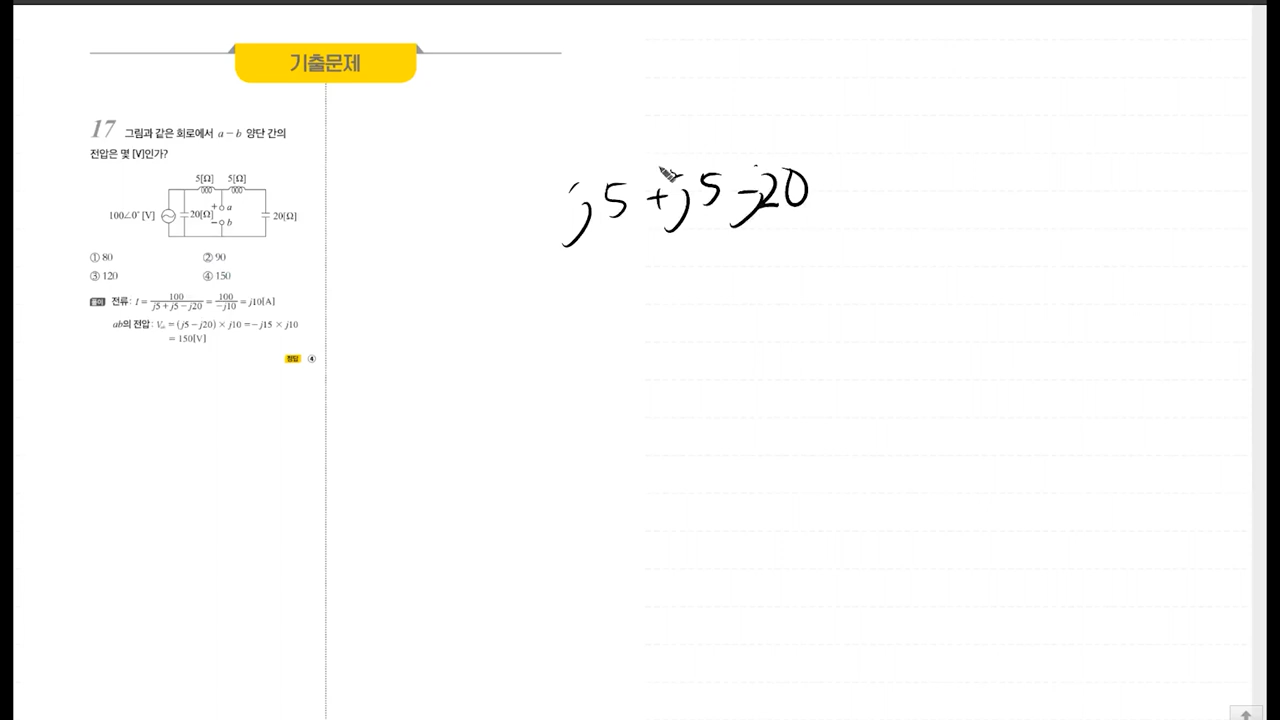 기출문제
17 그림과 같은 회로에서 a-b 양단 간의
전압은 몇 [V]인가?
5[Ω] 5[Ω]
100∠0° [V] 20[Ω] + a - b 20[Ω]
① 80 ② 90
③ 120 ④ 150
풀이 전류: I = 100/(j5+j5-j20) = 100/(-j10) = j10[A]
ab의 전압: Vab = (j5-j20)×j10 = -j15×j10
= 150[V]
정답 ④
j5 + j5 - j20